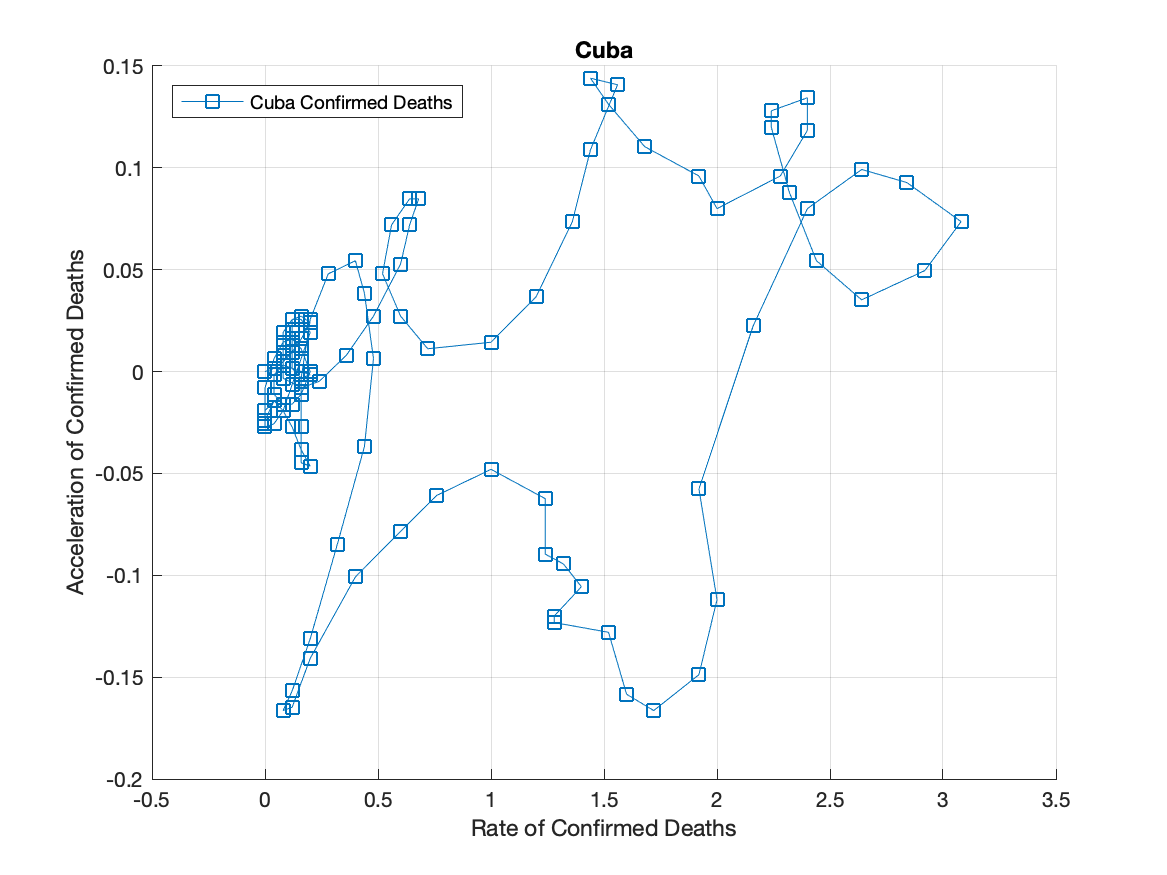 Cuba
Cuba Confirmed Deaths
0.15
0.1
0.05
0
-0.05
-0.1
-0.15
-0.2
Acceleration of Confirmed Deaths
-0.5 0 0.5 1 1.5 2 2.5 3 3.5
Rate of Confirmed Deaths